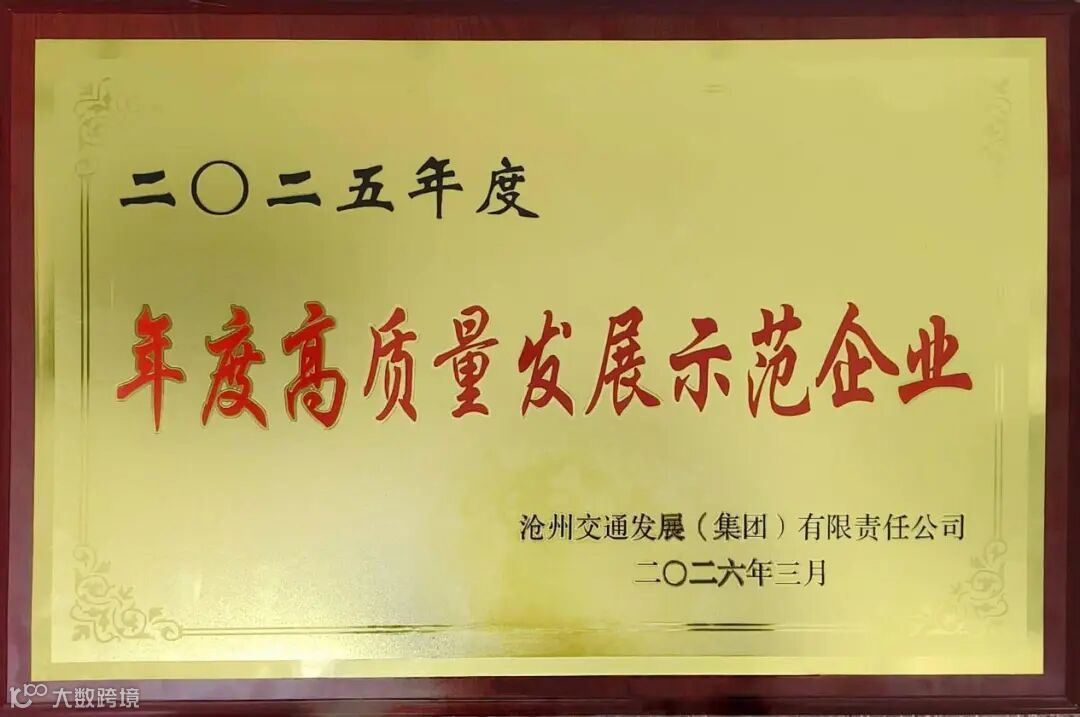 二〇二五年度
年度高质量发展示范企业
沧州交通发展（集团）有限责任公司
二〇二六年三月
大数跨境